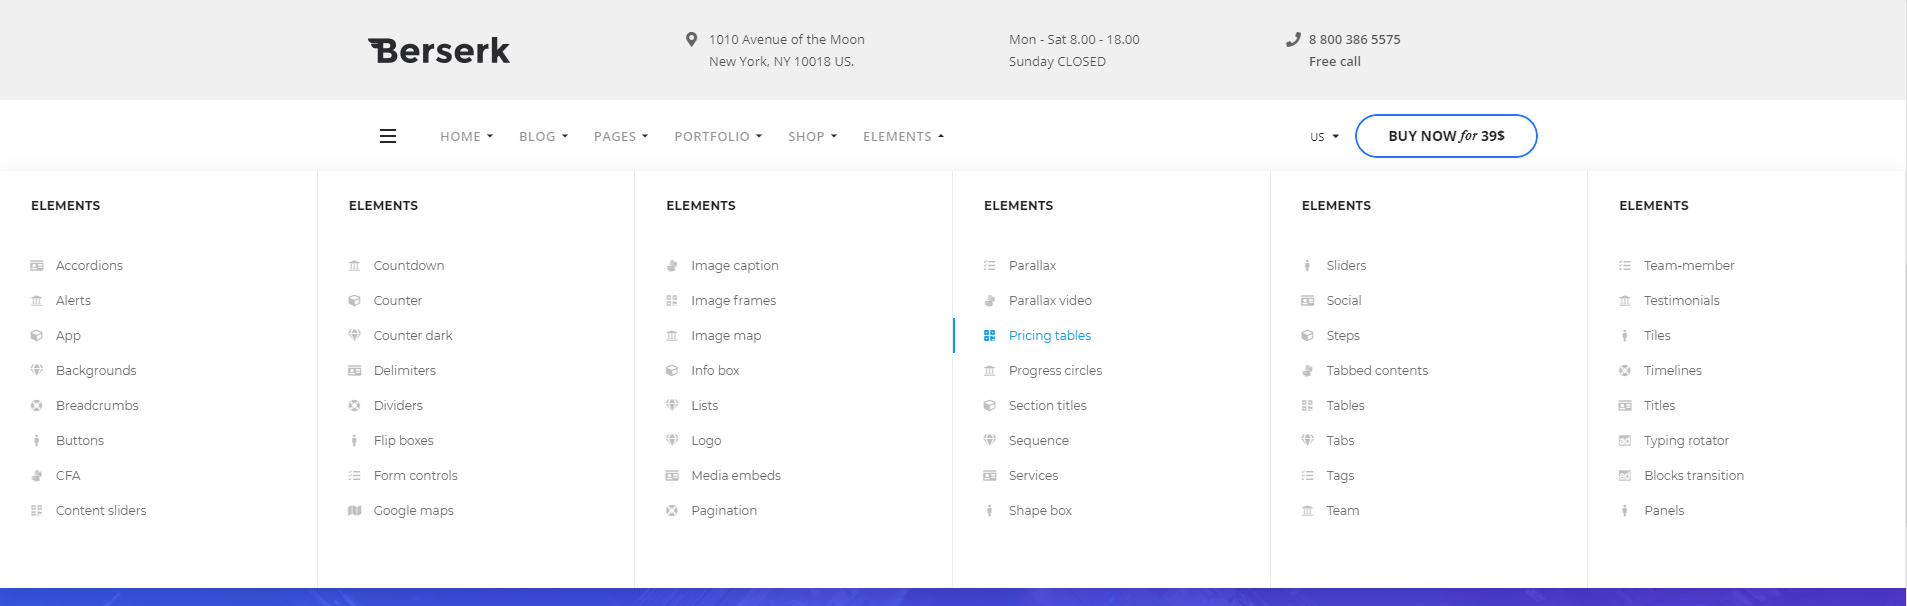 Berserk
1010 Avenue of the Moon
New York, NY 10018 US.
Mon - Sat 8.00 - 18.00
Sunday CLOSED
8 800 386 5575
Free call
HOME
BLOG
PAGES
PORTFOLIO
SHOP
ELEMENTS
US
BUY NOW for 39$
ELEMENTS
Accordions
Alerts
App
Backgrounds
Breadcrumbs
Buttons
CFA
Content sliders
ELEMENTS
Countdown
Counter
Counter dark
Delimiters
Dividers
Flip boxes
Form controls
Google maps
ELEMENTS
Image caption
Image frames
Image map
Info box
Lists
Logo
Media embeds
Pagination
ELEMENTS
Parallax
Parallax video
Pricing tables
Progress circles
Section titles
Sequence
Services
Shape box
ELEMENTS
Sliders
Social
Steps
Tabbed contents
Tables
Tabs
Tags
Team
ELEMENTS
Team-member
Testimonials
Tiles
Timelines
Titles
Typing rotator
Blocks transition
Panels